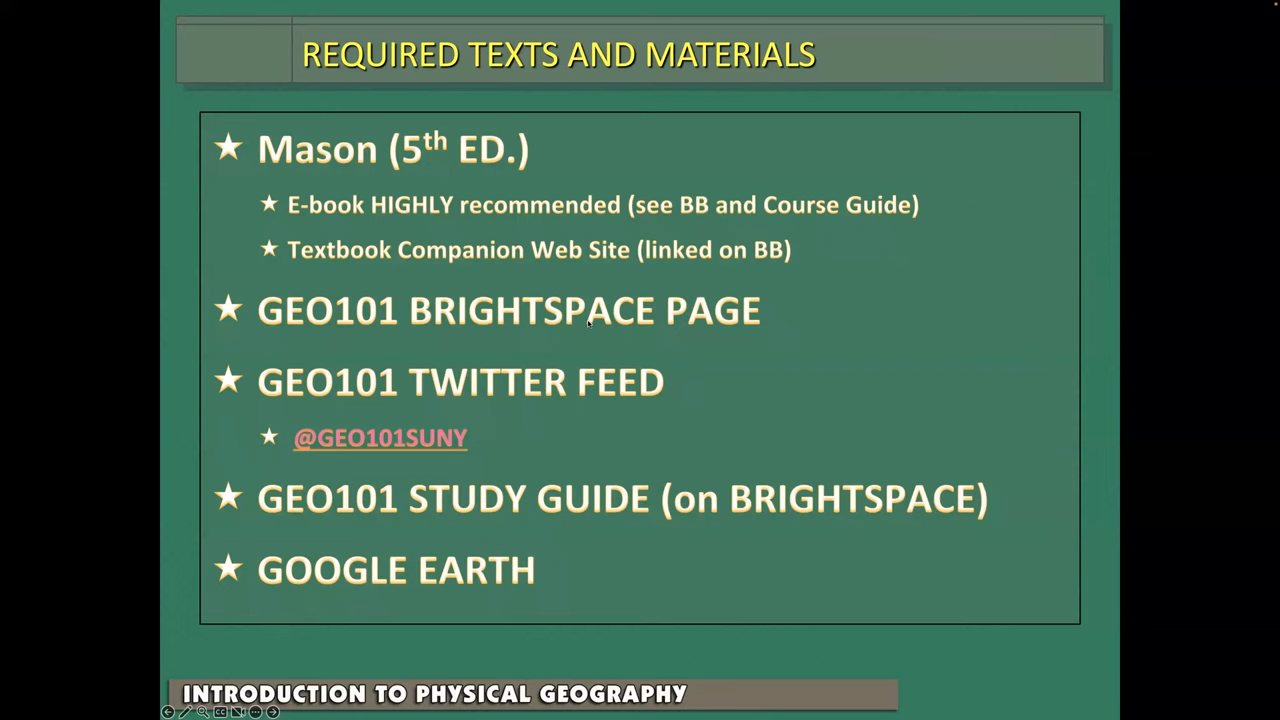 REQUIRED TEXTS AND MATERIALS
Mason (5th ED.)
E-book HIGHLY recommended (see BB and Course Guide)
Textbook Companion Web Site (linked on BB)
GEO101 BRIGHTSPACE PAGE
GEO101 TWITTER FEED
@GEO101SUNY
GEO101 STUDY GUIDE (on BRIGHTSPACE)
GOOGLE EARTH
INTRODUCTION TO PHYSICAL GEOGRAPHY